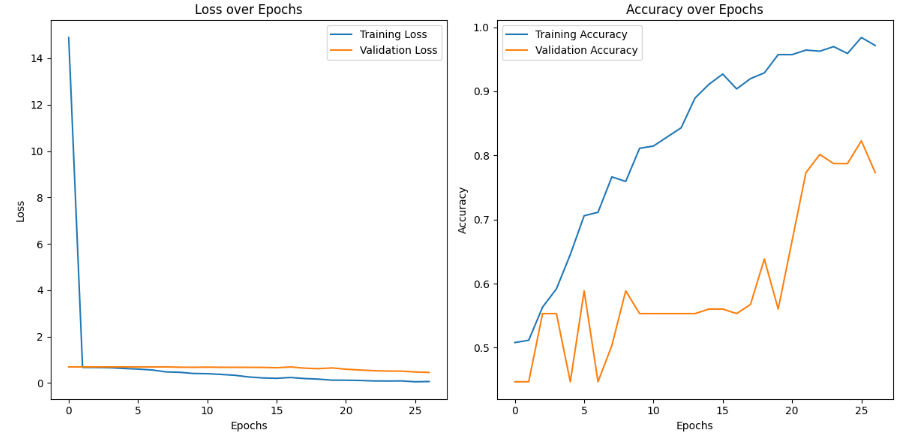 Loss over Epochs
Training Loss
Validation Loss
14
12
10
8
6
4
2
0
Loss
0 5 10 15 20 25
Epochs
Accuracy over Epochs
Training Accuracy
Validation Accuracy
1.0
0.9
0.8
0.7
0.6
0.5
Accuracy
0 5 10 15 20 25
Epochs